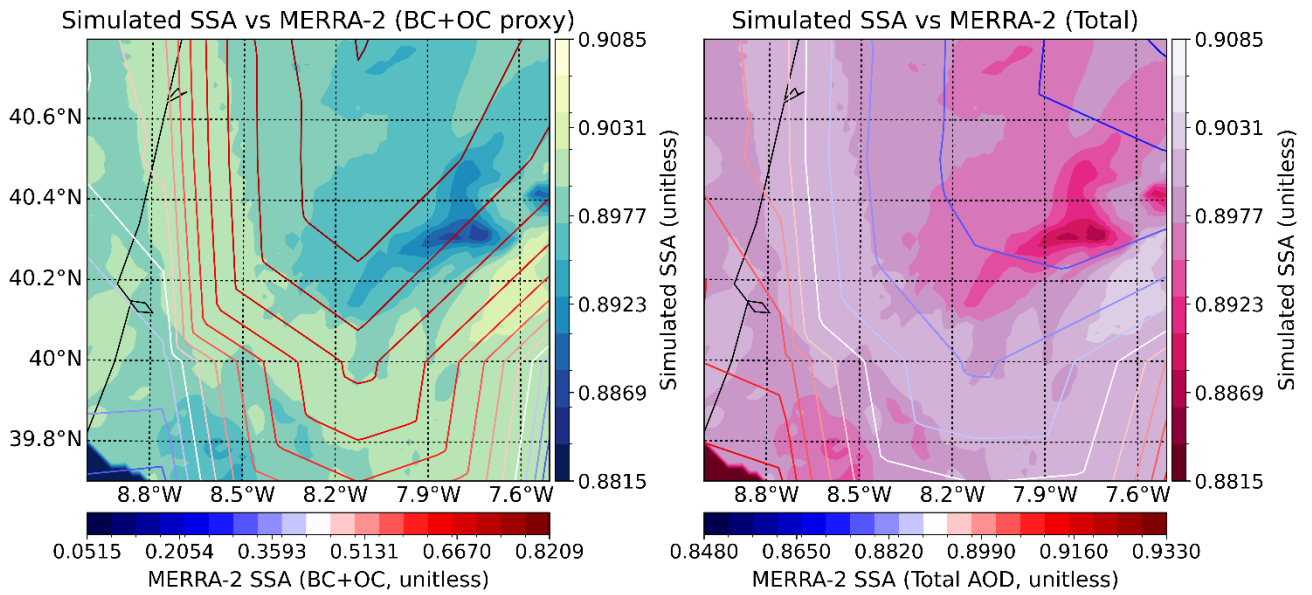 Simulated SSA vs MERRA-2 (BC+OC proxy)
Simulated SSA vs MERRA-2 (Total)
40.6°N
40.4°N
40.2°N
40°N
39.8°N
8.8°W
8.5°W
8.2°W
7.9°W
7.6°W
0.9085
0.9031
0.8977
0.8923
0.8869
0.8815
Simulated SSA (unitless)
0.0515
0.2054
0.3593
0.5131
0.6670
0.8209
MERRA-2 SSA (BC+OC, unitless)
8.8°W
8.5°W
8.2°W
7.9°W
7.6°W
0.9085
0.9031
0.8977
0.8923
0.8869
0.8815
Simulated SSA (unitless)
0.8480
0.8650
0.8820
0.8990
0.9160
0.9330
MERRA-2 SSA (Total AOD, unitless)